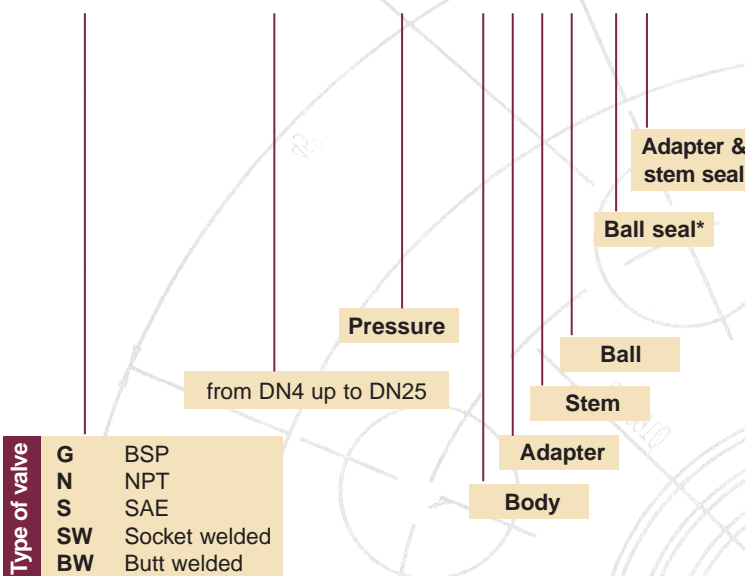 Adapter &
stem seal
Ball seal*
Pressure
Ball
from DN4 up to DN25
Stem
Adapter
Body
Type of valve
G BSP
N NPT
S SAE
SW Socket welded
BW Butt welded